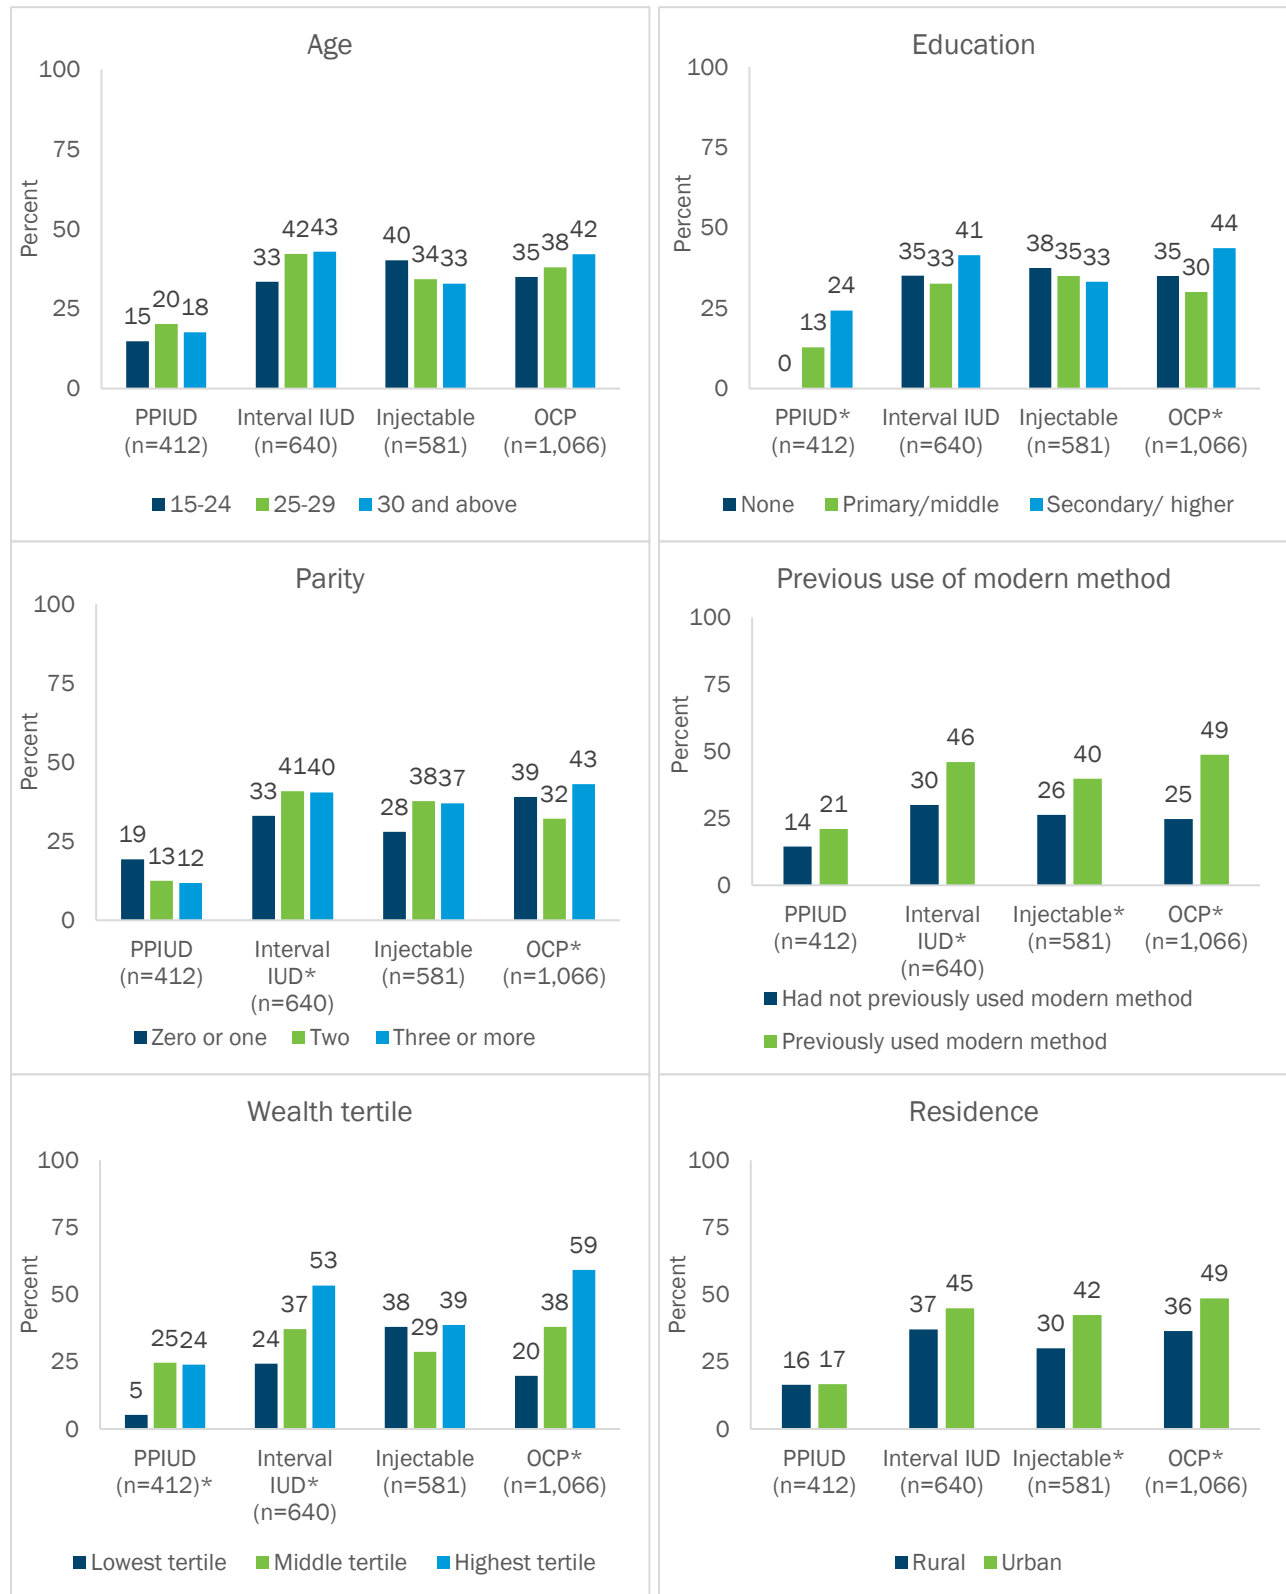 Age
100
75
50
25
0
Percent
15 20 18
33 42 43
40 34 33
35 38 42
PPIUD Interval IUD Injectable OCP
(n=412) (n=640) (n=581) (n=1,066)
15-24 25-29 30 and above
Education
100
75
50
25
0
Percent
0 13 24
35 33 41
38 35 33
35 30 44
PPIUD* Interval IUD Injectable OCP*
(n=412) (n=640) (n=581) (n=1,066)
None Primary/middle Secondary/ higher
Parity
100
75
50
25
0
Percent
19 13 12
33 41 40
28 38 37
39 32 43
PPIUD Interval Injectable OCP*
(n=412) IUD* (n=581) (n=1,066)
(n=640)
Zero or one Two Three or more
Previous use of modern method
100
75
50
25
0
Percent
14 21
30 46
26 40
25 49
PPIUD Interval Injectable* OCP*
(n=412) IUD* (n=581) (n=1,066)
(n=640)
Had not previously used modern method
Previously used modern method
Wealth tertile
100
75
50
25
0
Percent
5 25 24
24 37 53
38 29 39
20 38 59
PPIUD Interval Injectable OCP*
(n=412)* IUD* (n=581) (n=1,066)
(n=640)
Lowest tertile Middle tertile Highest tertile
Residence
100
75
50
25
0
Percent
16 17
37 45
30 42
36 49
PPIUD Interval IUD Injectable* OCP*
(n=412) (n=640) (n=581) (n=1,066)
Rural Urban